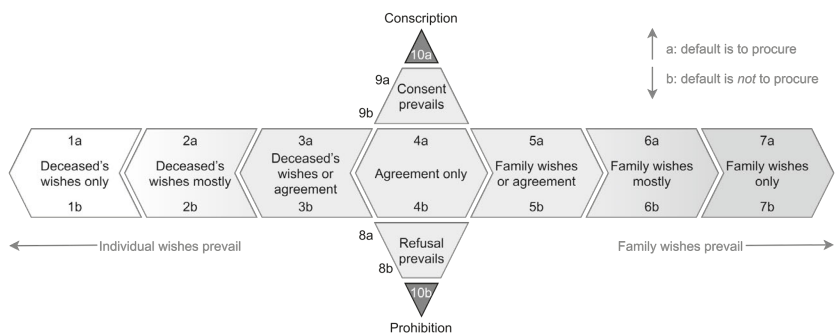 Conscription
10a
a: default is to procure
b: default is not to procure
9a
Consent
prevails
9b
1a
Deceased's
wishes only
1b
2a
Deceased's
wishes mostly
2b
3a
Deceased's
wishes or
agreement
3b
4a
Agreement only
4b
5a
Family wishes
or agreement
5b
6a
Family wishes
mostly
6b
7a
Family wishes
only
7b
Individual wishes prevail
8a
Refusal
prevails
8b
Family wishes prevail
10b
Prohibition